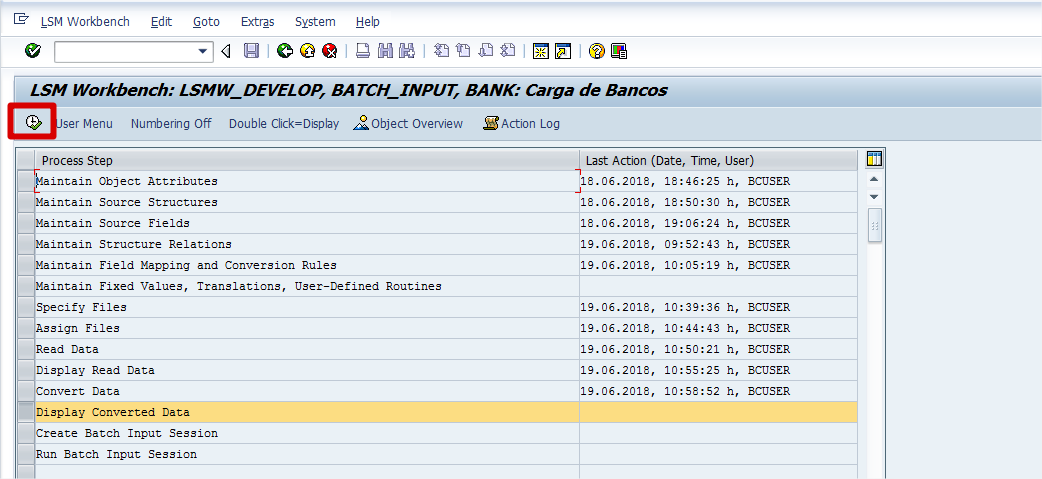 LSM Workbench Edit Goto Extras System Help
LSM Workbench: LSMW_DEVELOP, BATCH_INPUT, BANK: Carga de Bancos
User Menu Numbering Off Double Click=Display Object Overview Action Log
Process Step Last Action (Date, Time, User)
Maintain Object Attributes 18.06.2018, 18:46:25 h, BCUSER
Maintain Source Structures 18.06.2018, 18:50:30 h, BCUSER
Maintain Source Fields 18.06.2018, 19:06:24 h, BCUSER
Maintain Structure Relations 19.06.2018, 09:52:43 h, BCUSER
Maintain Field Mapping and Conversion Rules 19.06.2018, 10:05:19 h, BCUSER
Maintain Fixed Values, Translations, User-Defined Routines
Specify Files 19.06.2018, 10:39:36 h, BCUSER
Assign Files 19.06.2018, 10:44:43 h, BCUSER
Read Data 19.06.2018, 10:50:21 h, BCUSER
Display Read Data 19.06.2018, 10:55:25 h, BCUSER
Convert Data 19.06.2018, 10:58:52 h, BCUSER
Display Converted Data
Create Batch Input Session
Run Batch Input Session